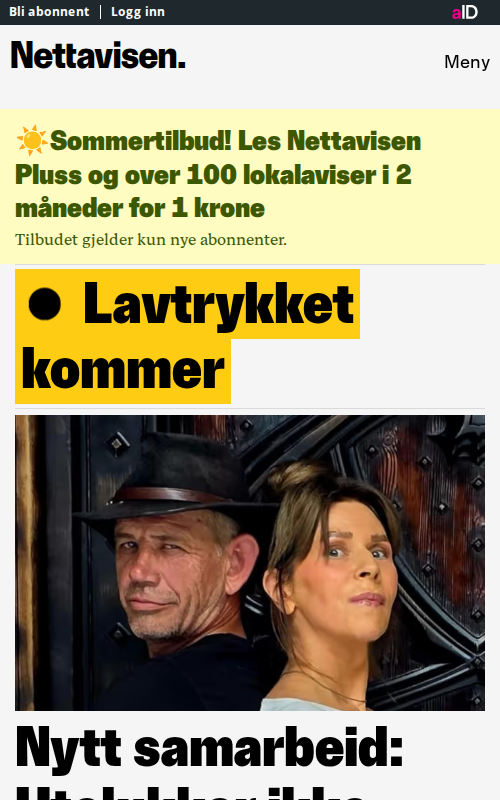 Bli abonnent
Logg inn
aID
Nettavisen.
Meny
☀️Sommertilbud! Les Nettavisen
Pluss og over 100 lokalaviser i 2
måneder for 1 krone
Tilbudet gjelder kun nye abonnenter.
● Lavtrykket
kommer
Nytt samarbeid: